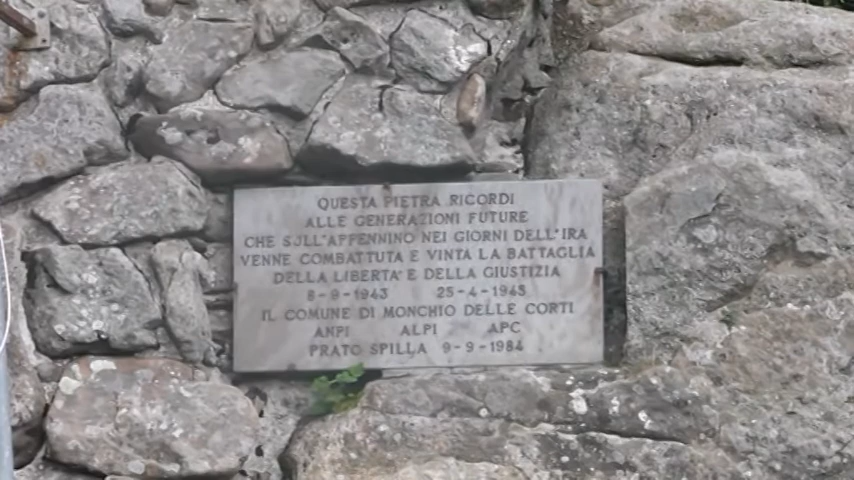 QUESTA PIETRA RICORDI
ALLE GENERAZIONI FUTURE
CHE SULL'APPENNINO NEI GIORNI DELL'IRA
VENNE COMBATTUTA E VINTA LA BATTAGLIA
DELLA LIBERTA' E DELLA GIUSTIZIA
8-9-1943 25-4-1945
IL COMUNE DI MONCHIO DELLE CORTI
ANPI ALPI APC
PRATO SPILLA 9-9-1984